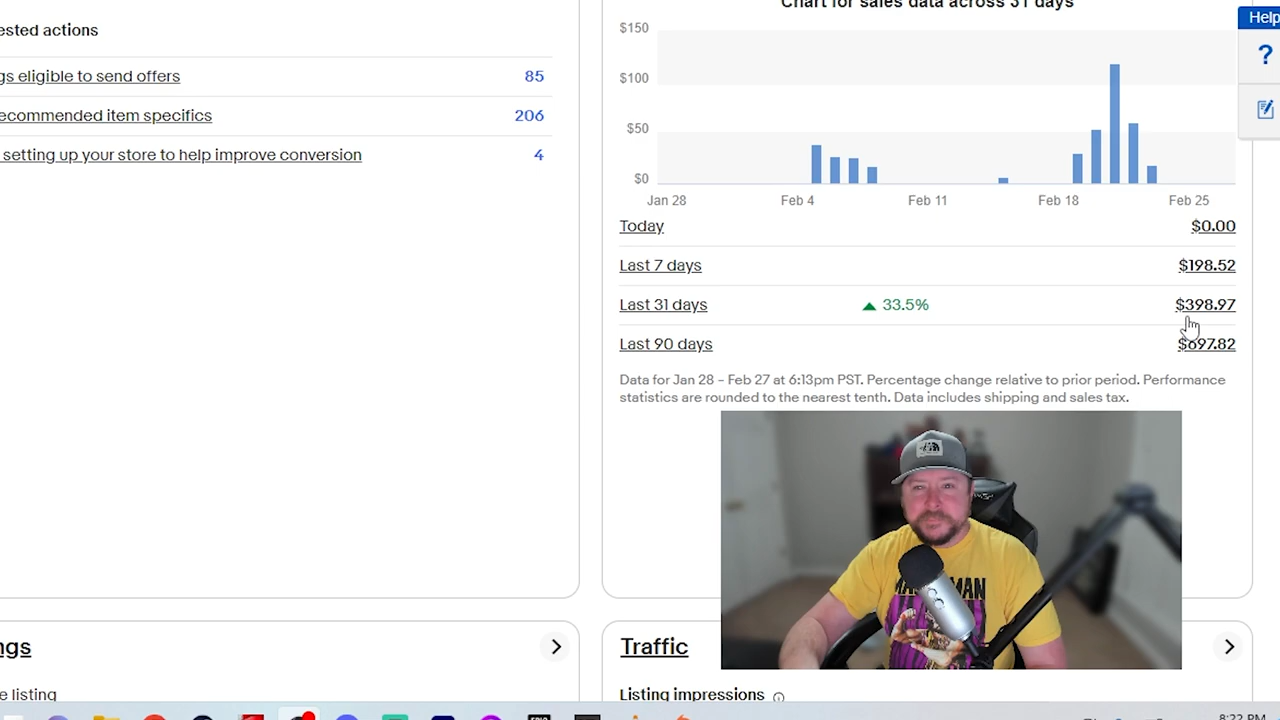 ested actions
gs eligible to send offers 85
ecommended item specifics 206
setting up your store to help improve conversion 4
ngs
e listing
Chart for sales data across 31 days
$150
$100
$50
$0
Jan 28 Feb 4 Feb 11 Feb 18 Feb 25
Today $0.00
Last 7 days $198.52
Last 31 days 33.5% $398.97
Last 90 days $697.82
Data for Jan 28 – Feb 27 at 6:13pm PST. Percentage change relative to prior period. Performance
statistics are rounded to the nearest tenth. Data includes shipping and sales tax.
Traffic
Listing impressions
Help
?
8:22 PM